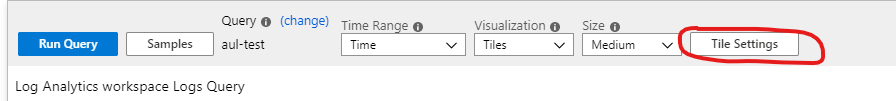 Query (change)
Time Range Visualization Size
Run Query Samples aul-test Time Tiles Medium Tile Settings
Log Analytics workspace Logs Query